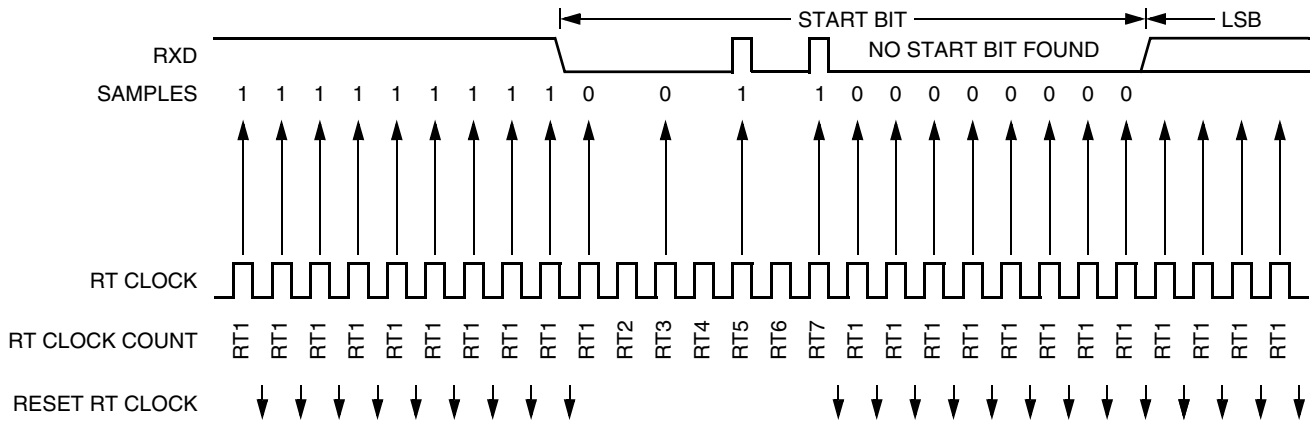 START BIT LSB
RXD NO START BIT FOUND
SAMPLES 1 1 1 1 1 1 1 1 1 0 0 1 1 0 0 0 0 0 0 0 0
RT CLOCK
RT CLOCK COUNT RT1 RT1 RT1 RT1 RT1 RT1 RT1 RT1 RT1 RT1 RT2 RT3 RT4 RT5 RT6 RT7 RT1 RT1 RT1 RT1 RT1 RT1 RT1 RT1 RT1 RT1 RT1 RT1
RESET RT CLOCK